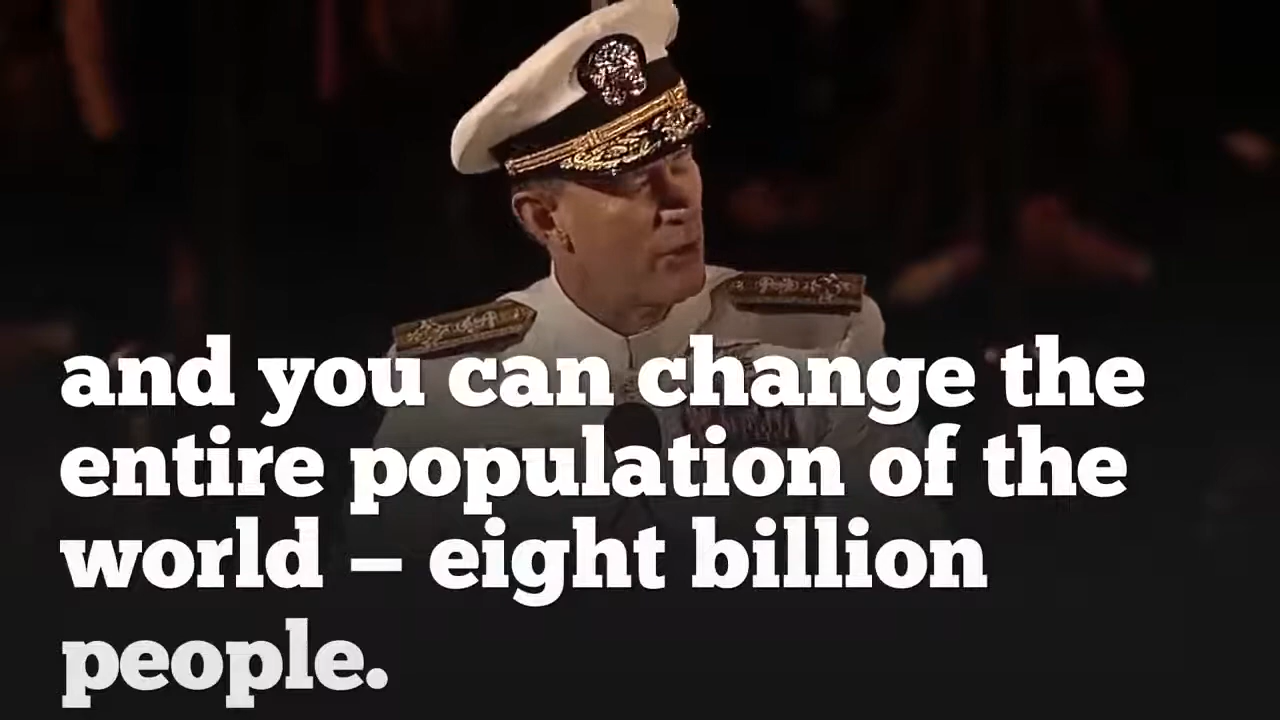 and you can change the
entire population of the
world – eight billion
people.